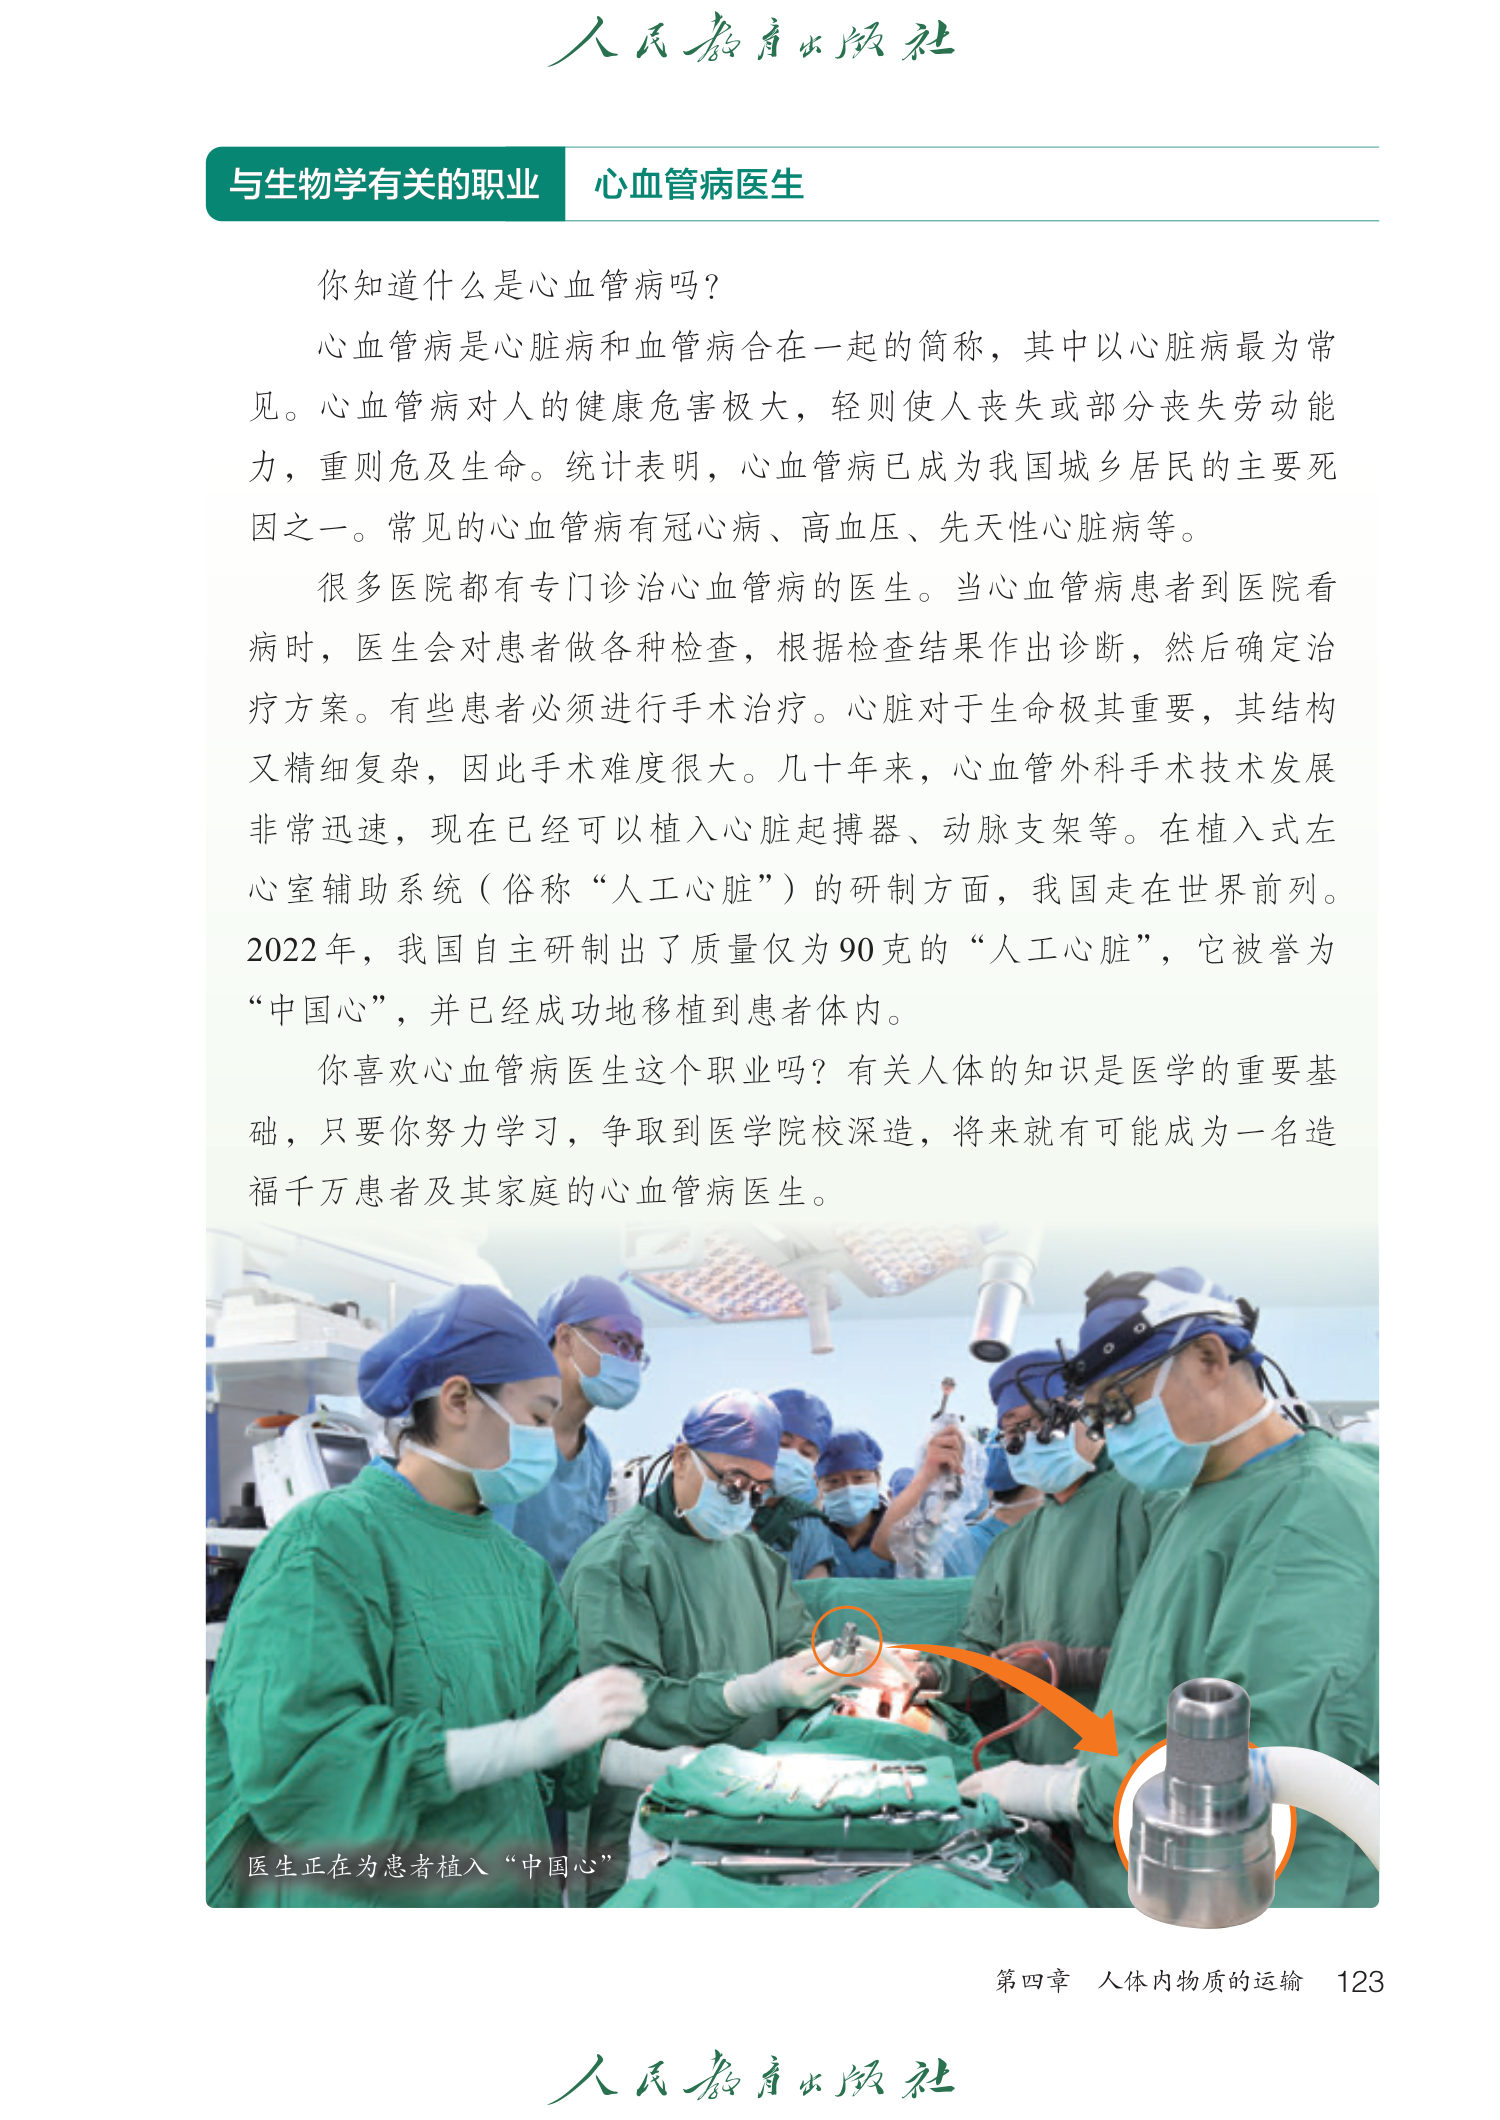 人民教育出版社
与生物学有关的职业 心血管病医生
你知道什么是心血管病吗？
心血管病是心脏病和血管病合在一起的简称，其中以心脏病最为常
见。心血管病对人的健康危害极大，轻则使人丧失或部分丧失劳动能
力，重则危及生命。统计表明，心血管病已成为我国城乡居民的主要死
因之一。常见的心血管病有冠心病、高血压、先天性心脏病等。
很多医院都有专门诊治心血管病的医生。当心血管病患者到医院看
病时，医生会对患者做各种检查，根据检查结果作出诊断，然后确定治
疗方案。有些患者必须进行手术治疗。心脏对于生命极其重要，其结构
又精细复杂，因此手术难度很大。几十年来，心血管外科手术技术发展
非常迅速，现在已经可以植入心脏起搏器、动脉支架等。在植入式左
心室辅助系统（俗称“人工心脏”）的研制方面，我国走在世界前列。
2022年，我国自主研制出了质量仅为90克的“人工心脏”，它被誉为
“中国心”，并已经成功地移植到患者体内。
你喜欢心血管病医生这个职业吗？有关人体的知识是医学的重要基
础，只要你努力学习，争取到医学院校深造，将来就有可能成为一名造
福千万患者及其家庭的心血管病医生。
医生正在为患者植入“中国心”
第四章 人体内物质的运输 123
人民教育出版社